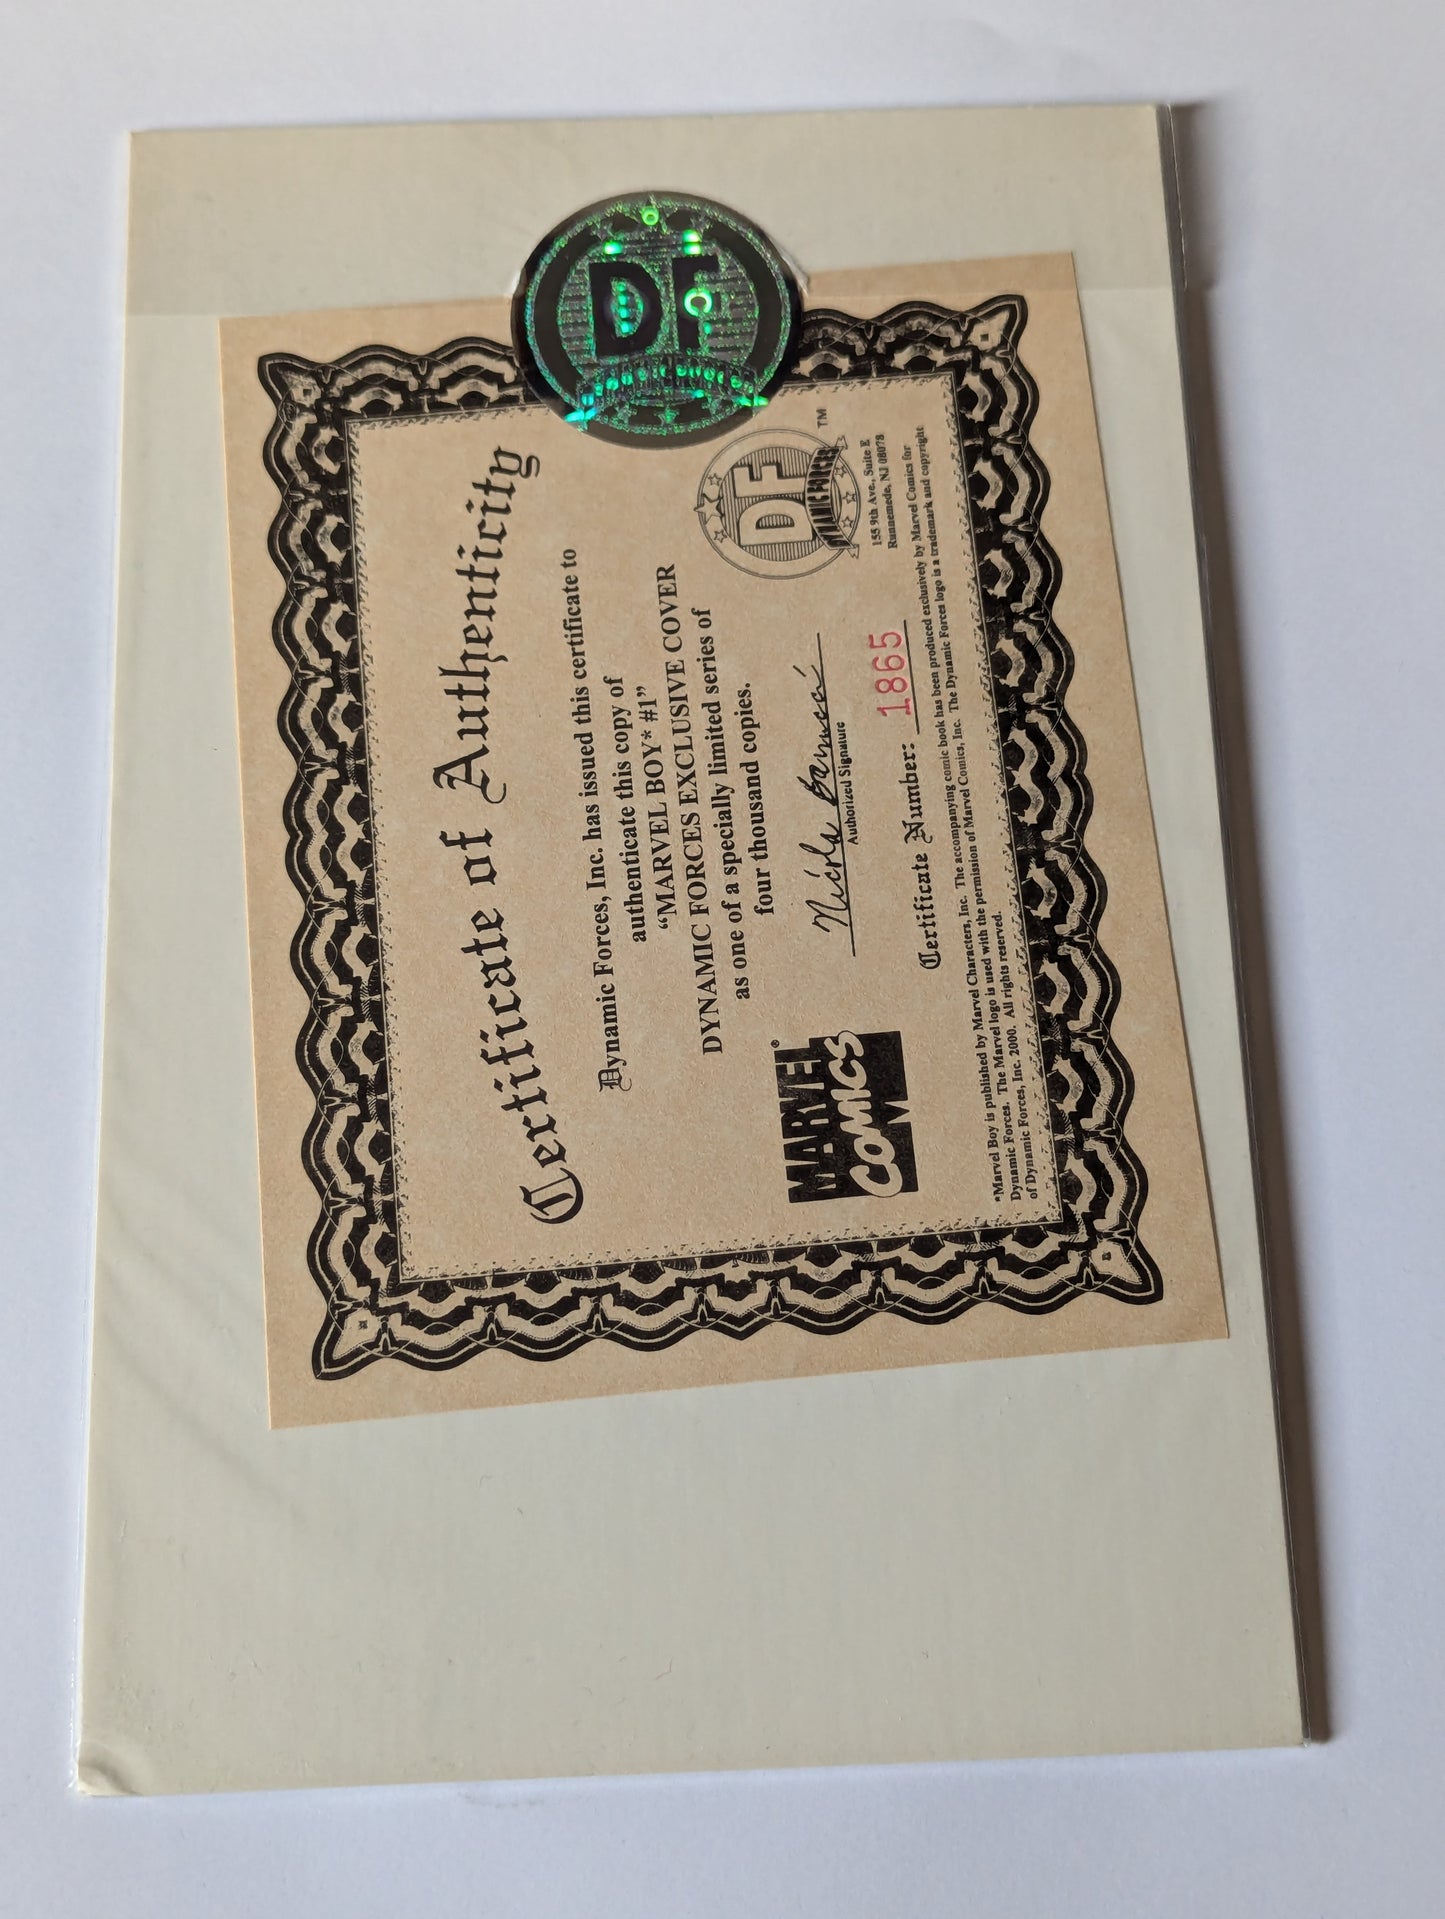 DF
Certificate of Authenticity
Dynamic Forces, Inc. has issued this certificate to
authenticate this copy of
“MARVEL BOY* #1”
DYNAMIC FORCES EXCLUSIVE COVER
as one of a specially limited series of
four thousand copies.
MARVEL®
COMICS
Authorized Signature
DF
DYNAMIC FORCES
TM
155 9th Ave., Suite E
Runnemede, NJ 08078
Certificate Number: 1865
*Marvel Boy is published by Marvel Characters, Inc. The accompanying comic book has been produced exclusively by Marvel Comics for
Dynamic Forces. The Marvel logo is used with the permission of Marvel Comics, Inc. The Dynamic Forces logo is a trademark and copyright
of Dynamic Forces, Inc. 2000. All rights reserved.